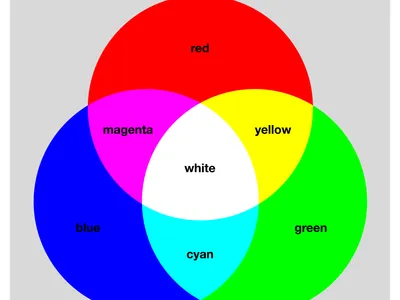 red
magenta
yellow
white
blue
green
cyan